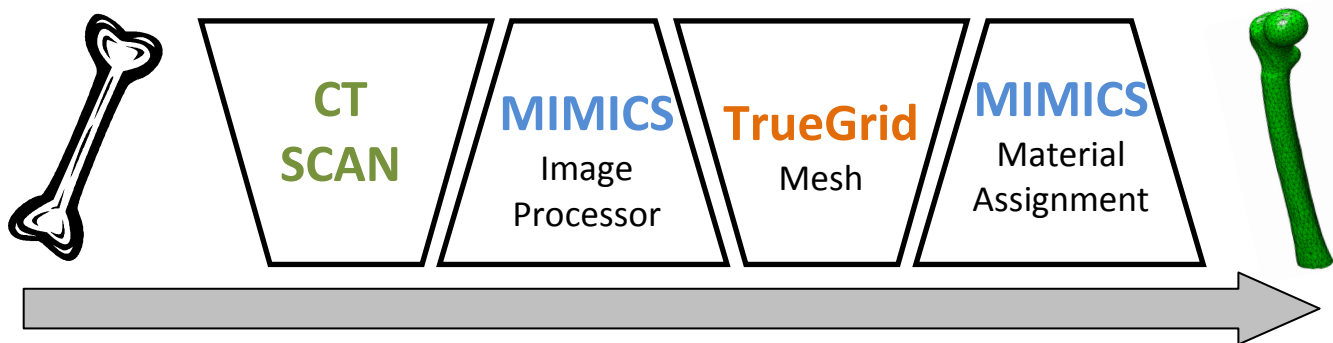 CT
SCAN
MIMICS
Image
Processor
TrueGrid
Mesh
MIMICS
Material
Assignment